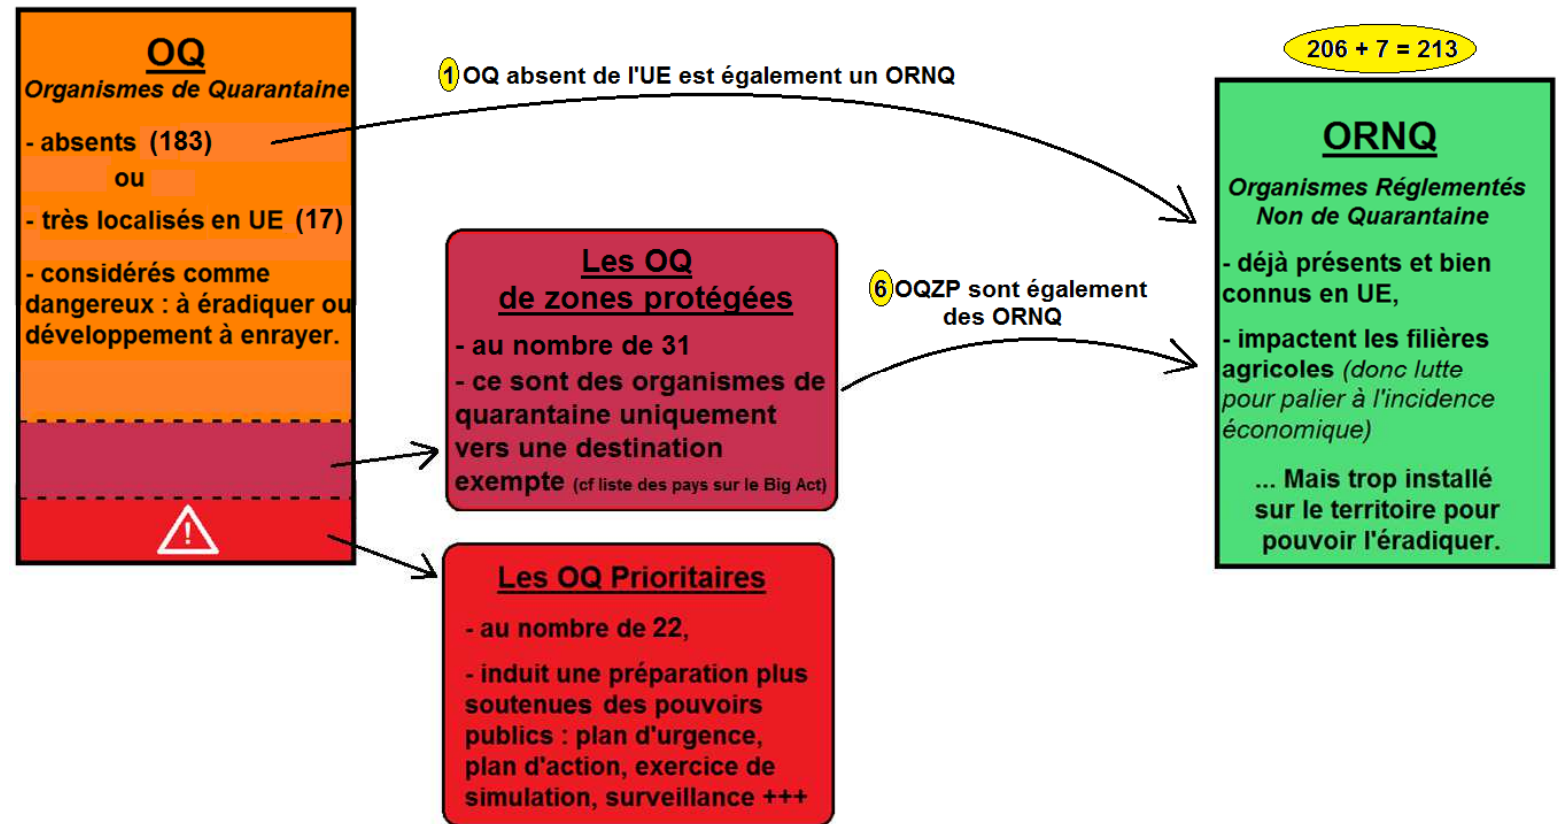 OQ
Organismes de Quarantaine
- absents (183)
ou
- très localisés en UE (17)
- considérés comme
dangereux : à éradiquer ou
développement à enrayer.
1 OQ absent de l'UE est également un ORNQ
Les OQ
de zones protégées
- au nombre de 31
- ce sont des organismes de
quarantaine uniquement
vers une destination
exempte (cf liste des pays sur le Big Act)
6 OQZP sont également
des ORNQ
Les OQ Prioritaires
- au nombre de 22,
- induit une préparation plus
soutenues des pouvoirs
publics : plan d'urgence,
plan d'action, exercice de
simulation, surveillance +++
206 + 7 = 213
ORNQ
Organismes Réglementés
Non de Quarantaine
- déjà présents et bien
connus en UE,
- impactent les filières
agricoles (donc lutte
pour palier à l'incidence
économique)
... Mais trop installé
sur le territoire pour
pouvoir l'éradiquer.